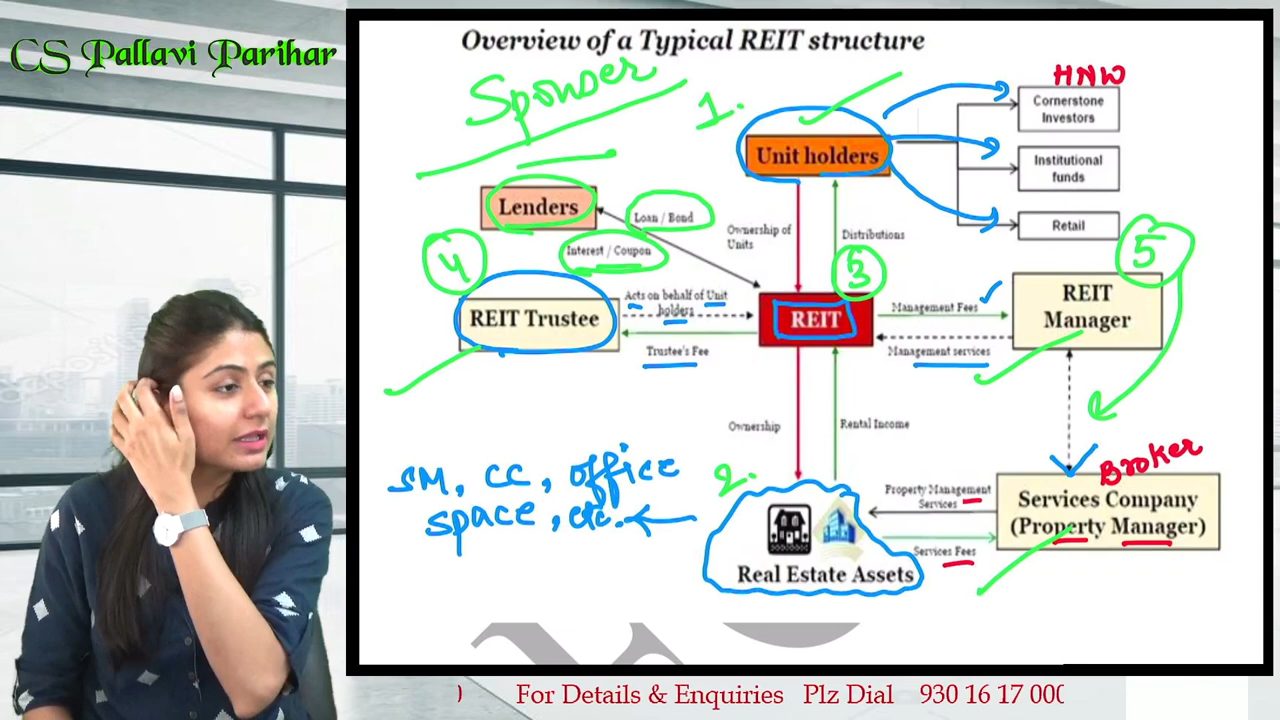 CS Pallavi Parihar
Overview of a Typical REIT structure
Sponser
1.
HNW
Cornerstone
Investors
Unit holders
Institutional
funds
Retail
Lenders
Loan / Bond
Interest / Coupon
Ownership of
Units
Distributions
4
3
5
REIT Trustee
Acts on behalf of Unit
holders
Trustee's Fee
REIT
Management Fees
Management services
REIT
Manager
Ownership
Rental Income
SM, CC, office
space, etc.
2.
Broker
Property Management
Services
Services Fees
Services Company
(Property Manager)
Real Estate Assets
) For Details & Enquiries Plz Dial 930 16 17 000